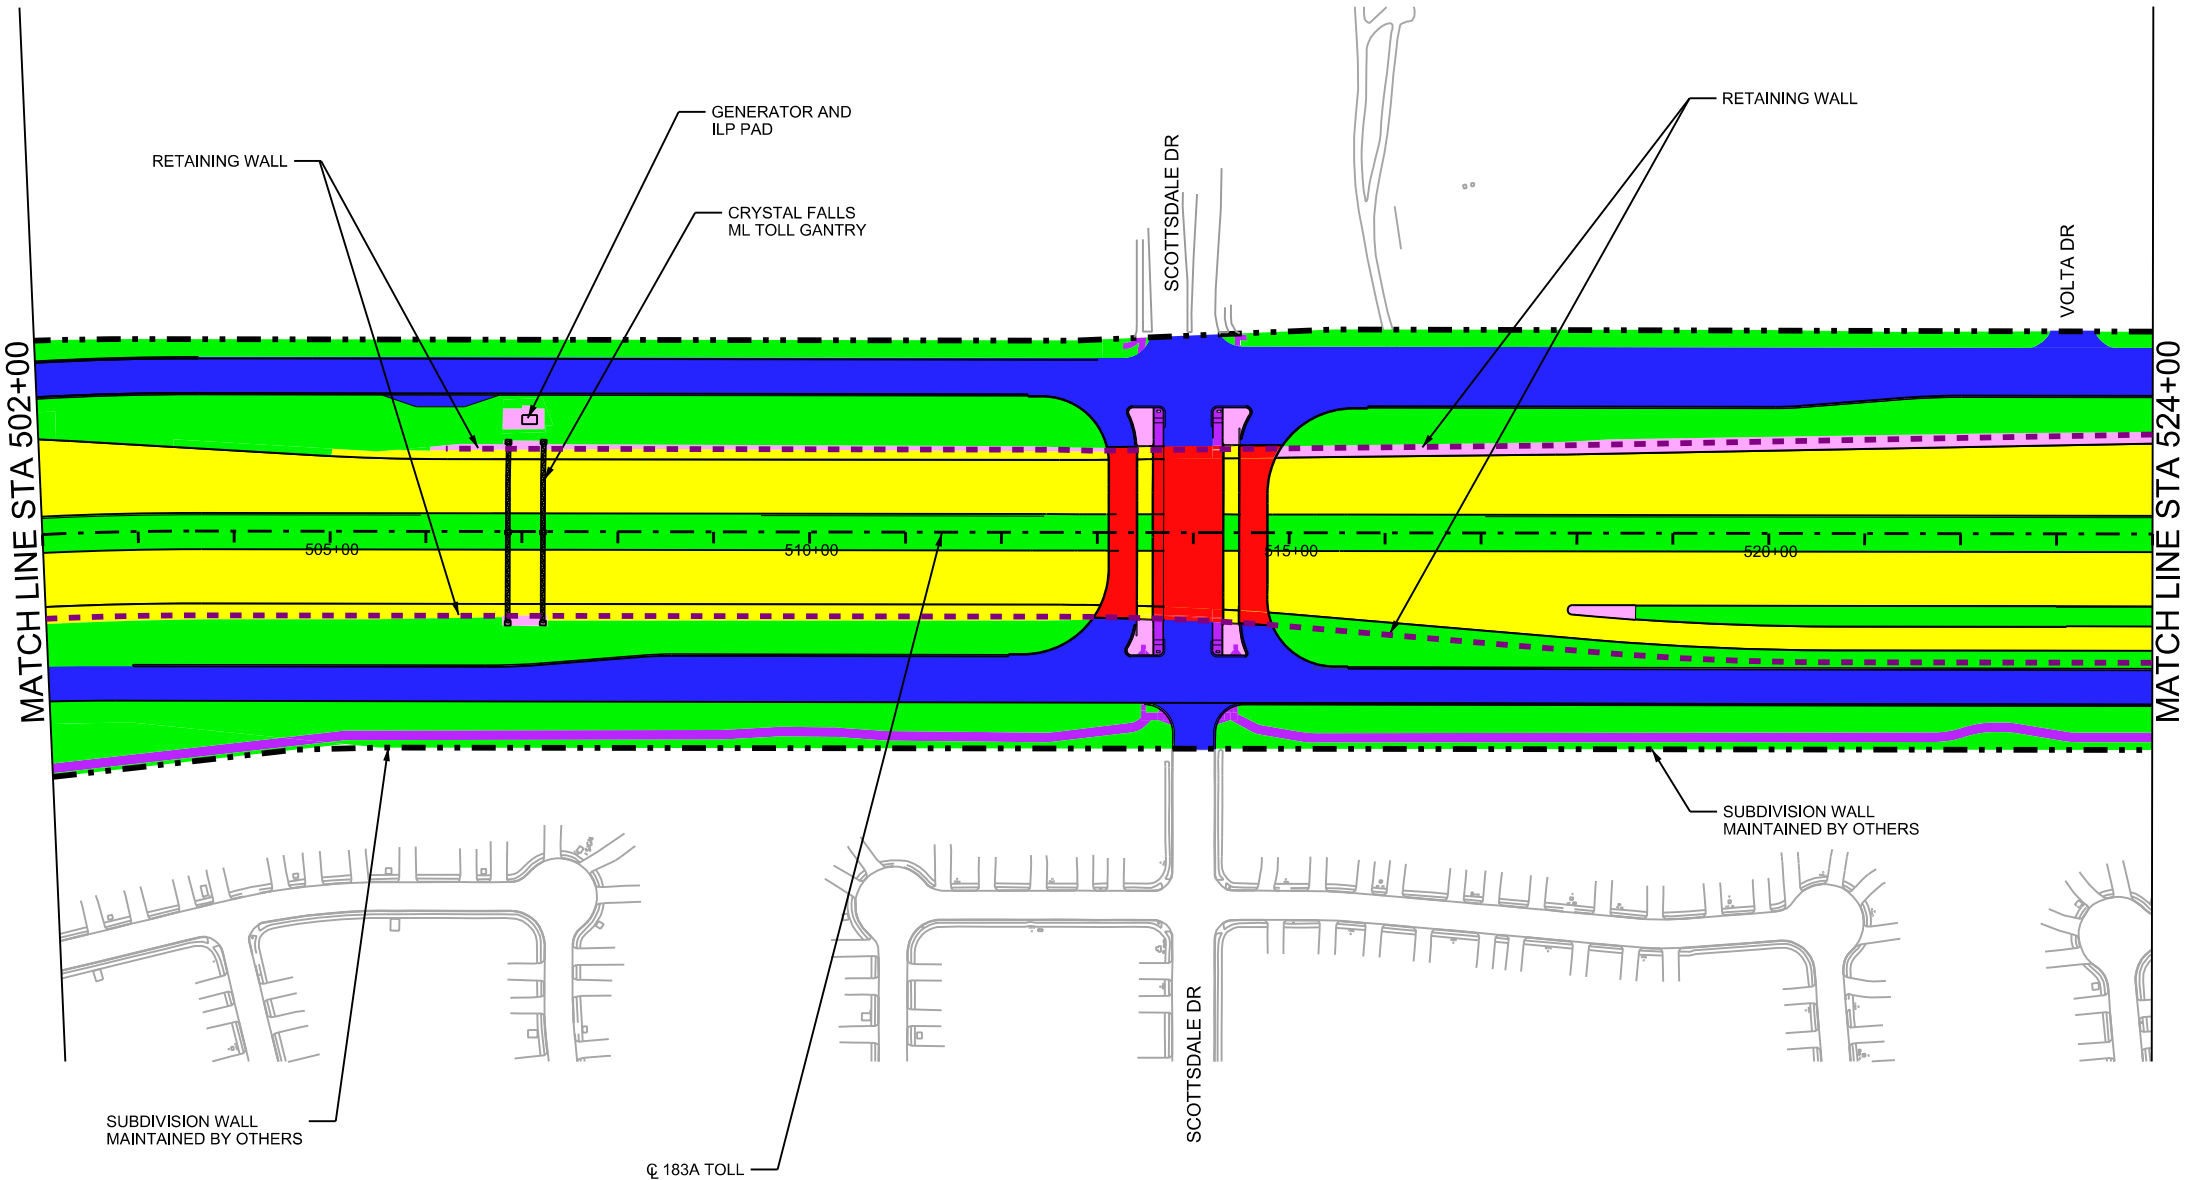 GENERATOR AND
ILP PAD
RETAINING WALL
RETAINING WALL
CRYSTAL FALLS
ML TOLL GANTRY
SCOTTSDALE DR
VOLTA DR
MATCH LINE STA 502+00
MATCH LINE STA 524+00
505+00
510+00
515+00
520+00
SUBDIVISION WALL
MAINTAINED BY OTHERS
SCOTTSDALE DR
SUBDIVISION WALL
MAINTAINED BY OTHERS
℄ 183A TOLL